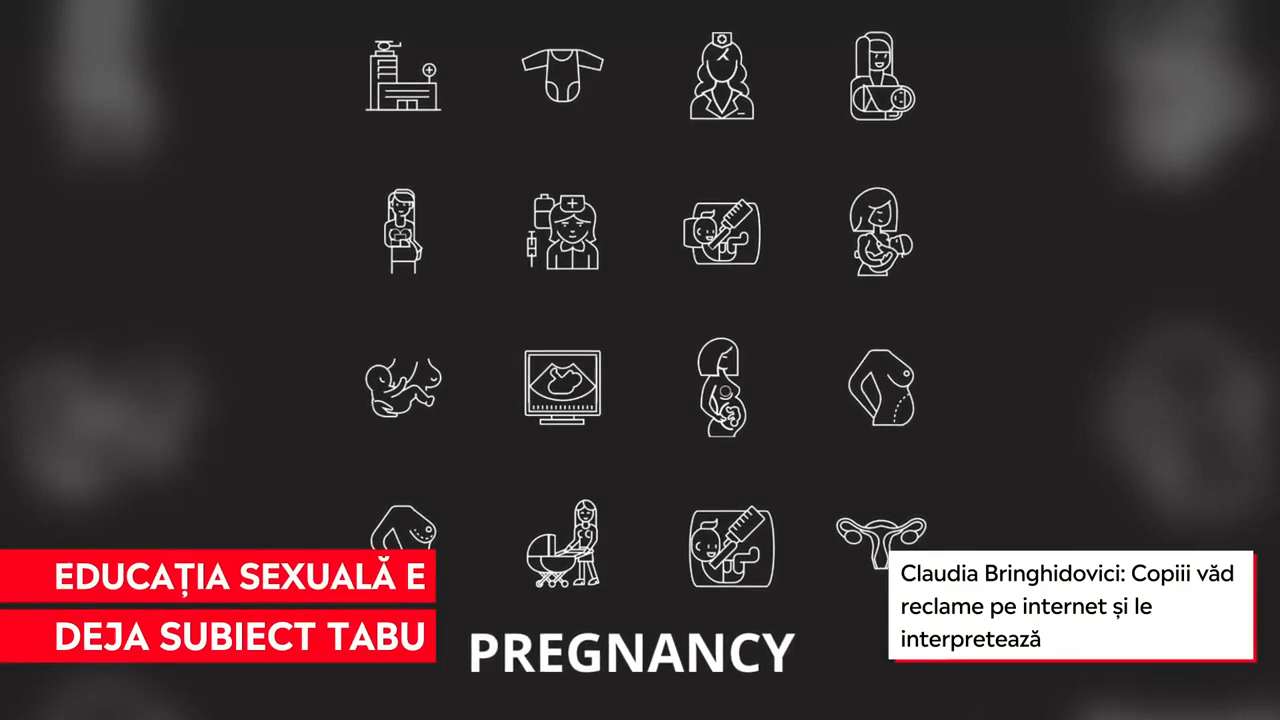 EDUCAȚIA SEXUALĂ E
DEJA SUBIECT TABU
PREGNANCY
Claudia Bringhidovici: Copiii văd
reclame pe internet și le
interpretează